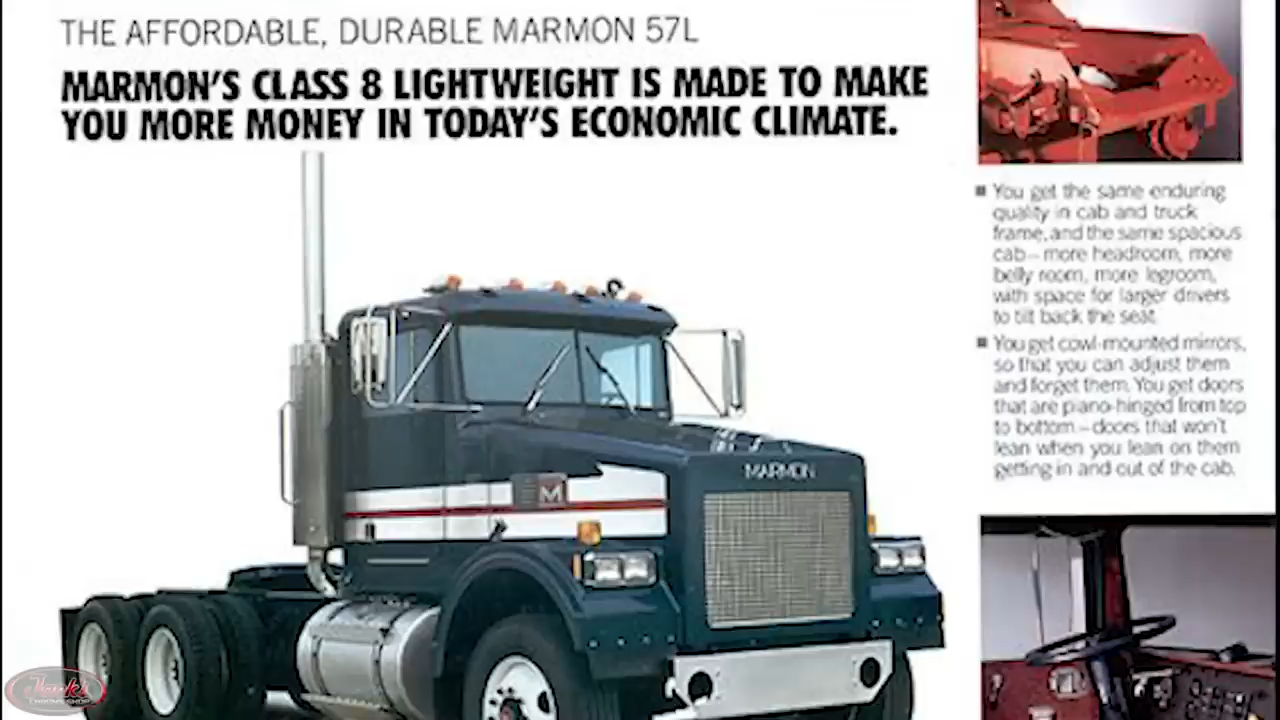 THE AFFORDABLE, DURABLE MARMON 57L
MARMON'S CLASS 8 LIGHTWEIGHT IS MADE TO MAKE
YOU MORE MONEY IN TODAY'S ECONOMIC CLIMATE.
MARMON
M
■ You get the same enduring
quality in cab and truck
frame, and the same spacious
cab – more headroom, more
belly room, more legroom,
with space for larger drivers
to tilt back the seat.
■ You get cowl-mounted mirrors,
so that you can adjust them
and forget them. You get doors
that are piano-hinged from top
to bottom – doors that won't
lean when you lean on them
getting in and out of the cab.
Hank's
CHROME SHOP